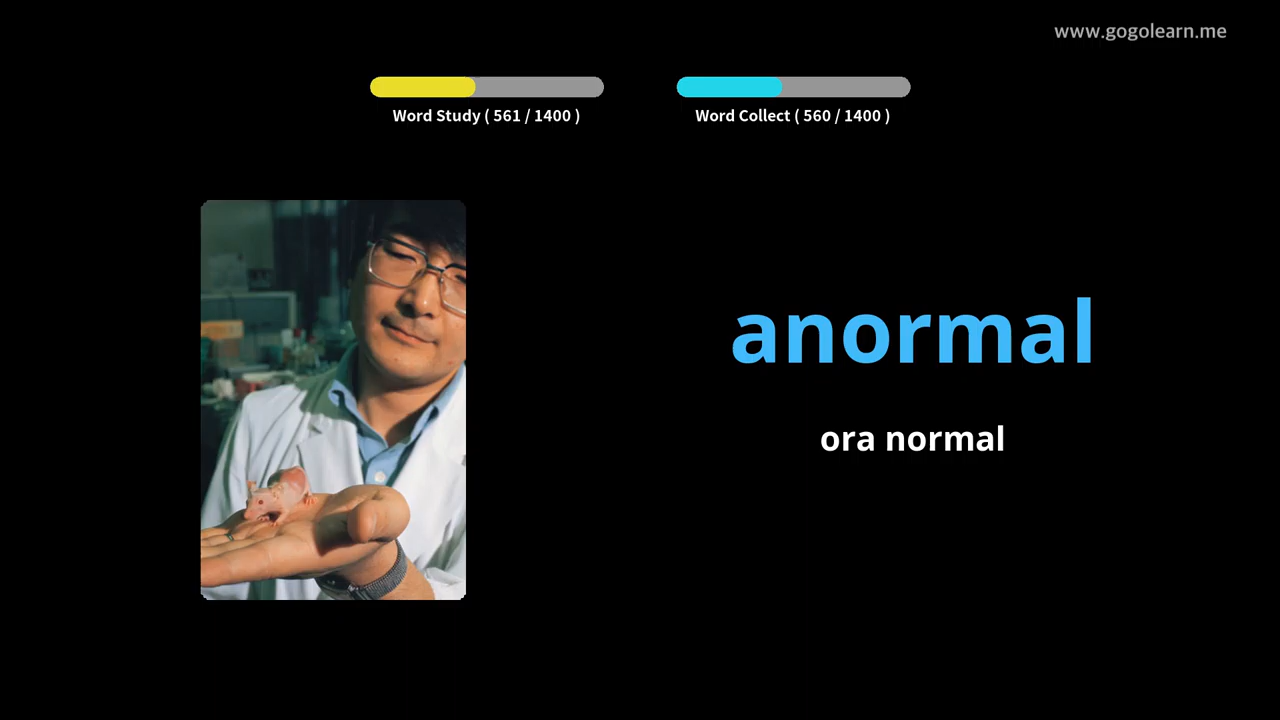 www.gogolearn.me
Word Study ( 561 / 1400 )
Word Collect ( 560 / 1400 )
anormal
ora normal